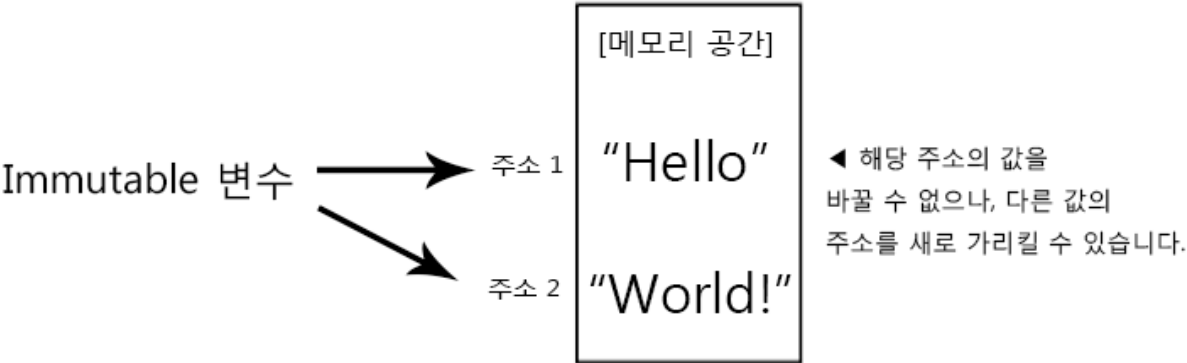 [메모리 공간]
Immutable 변수
주소 1
“Hello”
◀ 해당 주소의 값을
바꿀 수 없으나, 다른 값의
주소를 새로 가리킬 수 있습니다.
주소 2
“World!”